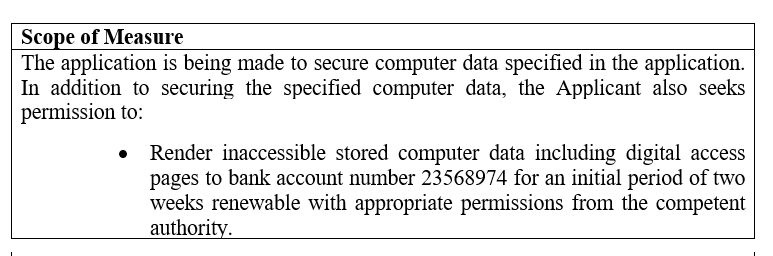 Scope of Measure
The application is being made to secure computer data specified in the application.
In addition to securing the specified computer data, the Applicant also seeks
permission to:
• Render inaccessible stored computer data including digital access
pages to bank account number 23568974 for an initial period of two
weeks renewable with appropriate permissions from the competent
authority.